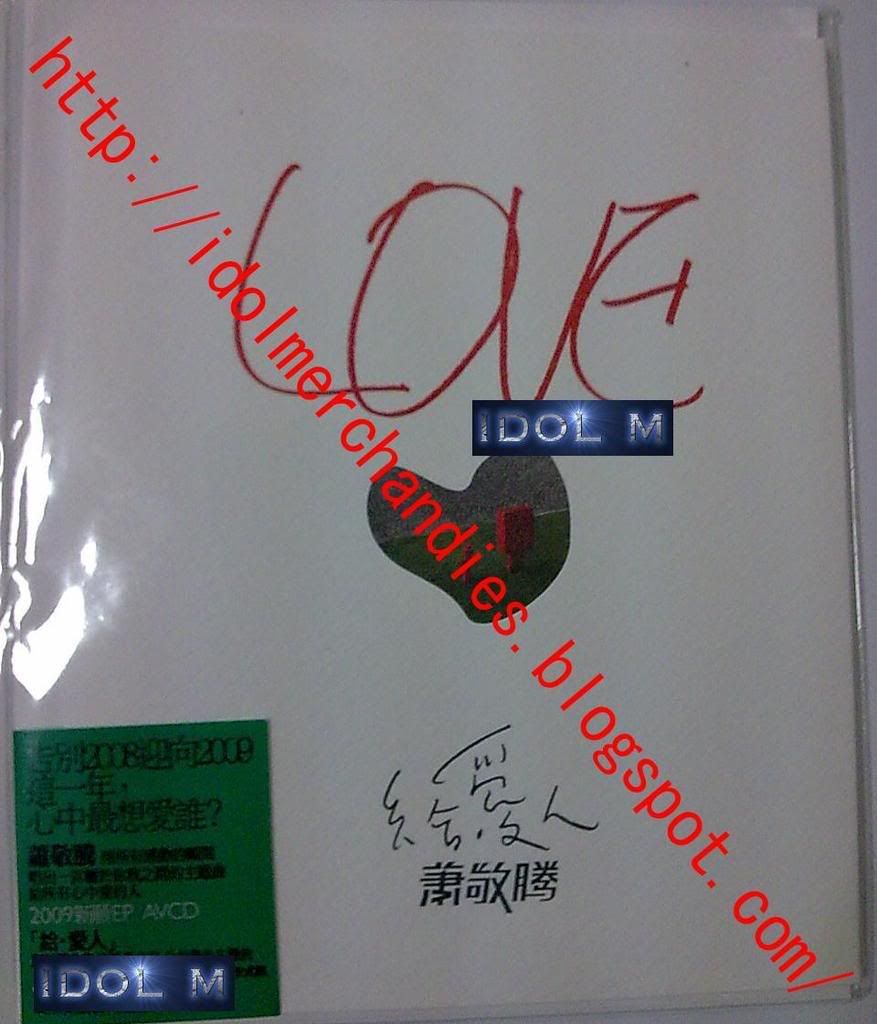 http://idolmerchandies.blogspot.com/
LOVE
IDOL M
給愛人
蕭敬騰
告別2008迎向2009
這一年，
心中最想愛誰？
蕭敬騰
2009新願EP AVCD
「給‧愛人」
IDOL M